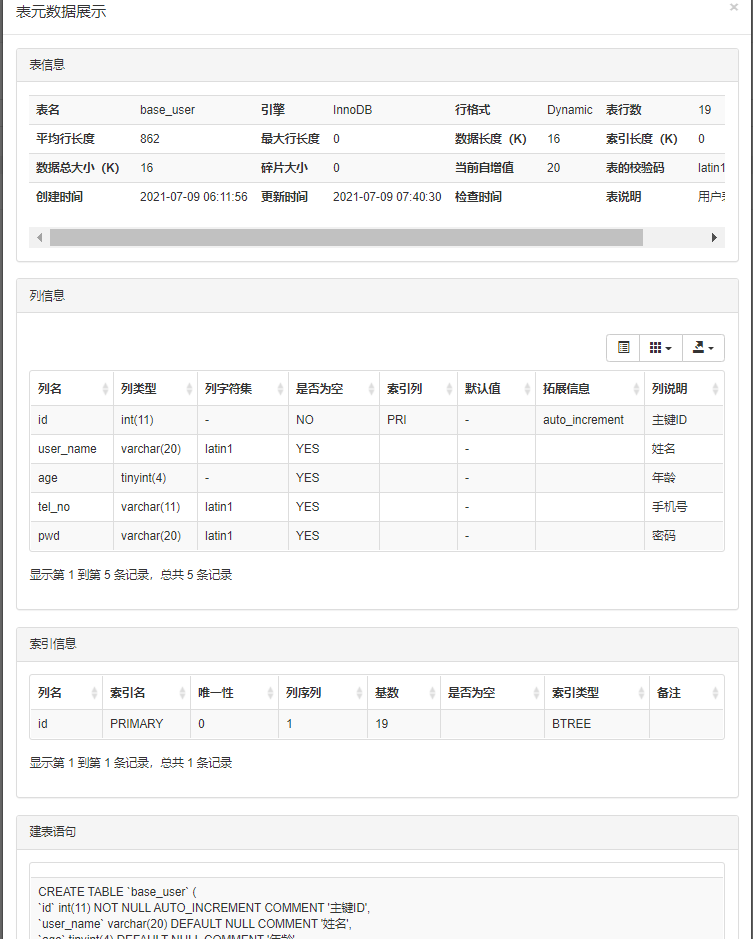 表元数据展示 ×
表信息
表名 base_user 引擎 InnoDB 行格式 Dynamic 表行数 19
平均行长度 862 最大行长度 0 数据长度（K） 16 索引长度（K） 0
数据总大小（K） 16 碎片大小 0 当前自增值 20 表的校验码 latin1
创建时间 2021-07-09 06:11:56 更新时间 2021-07-09 07:40:30 检查时间 表说明 用户表
列信息
列名 列类型 列字符集 是否为空 索引列 默认值 拓展信息 列说明
id int(11) - NO PRI - auto_increment 主键ID
user_name varchar(20) latin1 YES - 姓名
age tinyint(4) - YES - 年龄
tel_no varchar(11) latin1 YES - 手机号
pwd varchar(20) latin1 YES - 密码
显示第 1 到第 5 条记录，总共 5 条记录
索引信息
列名 索引名 唯一性 列序列 基数 是否为空 索引类型 备注
id PRIMARY 0 1 19 BTREE
显示第 1 到第 1 条记录，总共 1 条记录
建表语句
CREATE TABLE `base_user` (
`id` int(11) NOT NULL AUTO_INCREMENT COMMENT '主键ID',
`user_name` varchar(20) DEFAULT NULL COMMENT '姓名',
`age` tinyint(4) DEFAULT NULL COMMENT '年龄',